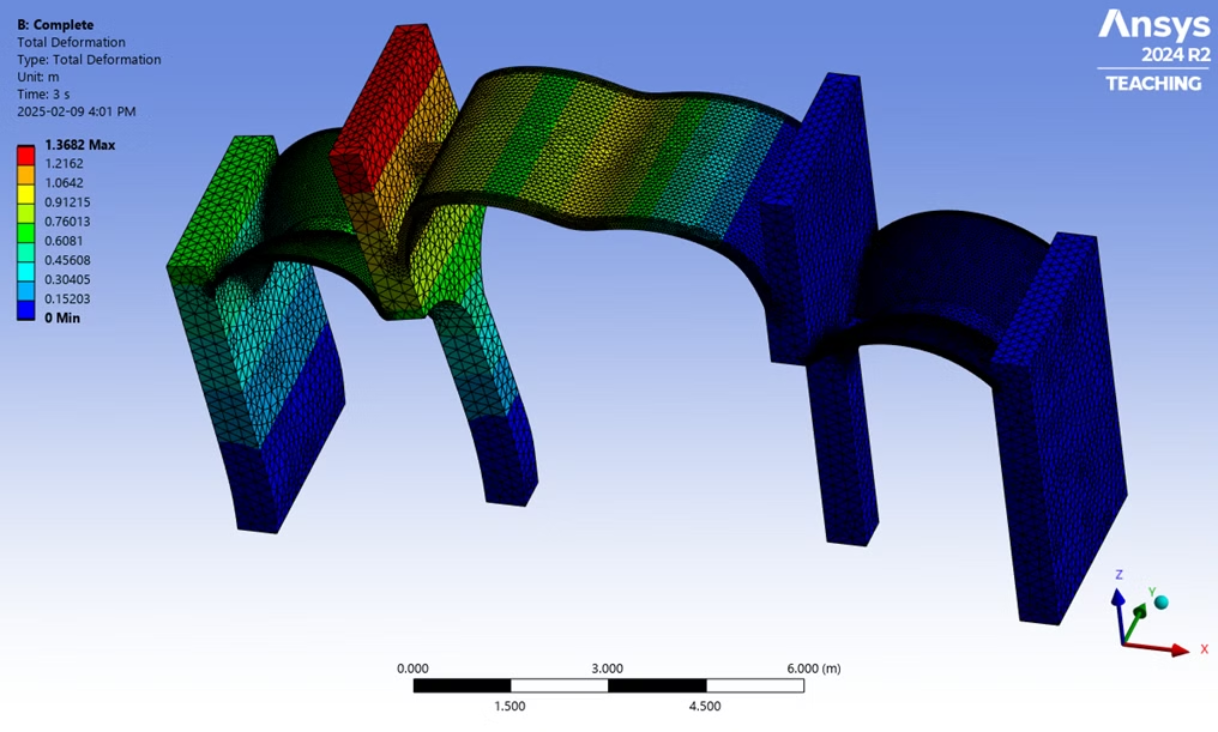 B: Complete
Total Deformation
Type: Total Deformation
Unit: m
Time: 3 s
2025-02-09 4:01 PM
1.3682 Max
1.2162
1.0642
0.91215
0.76013
0.6081
0.45608
0.30405
0.15203
0 Min
Ansys
2024 R2
TEACHING
0.000 3.000 6.000 (m)
1.500 4.500
Z
Y
X